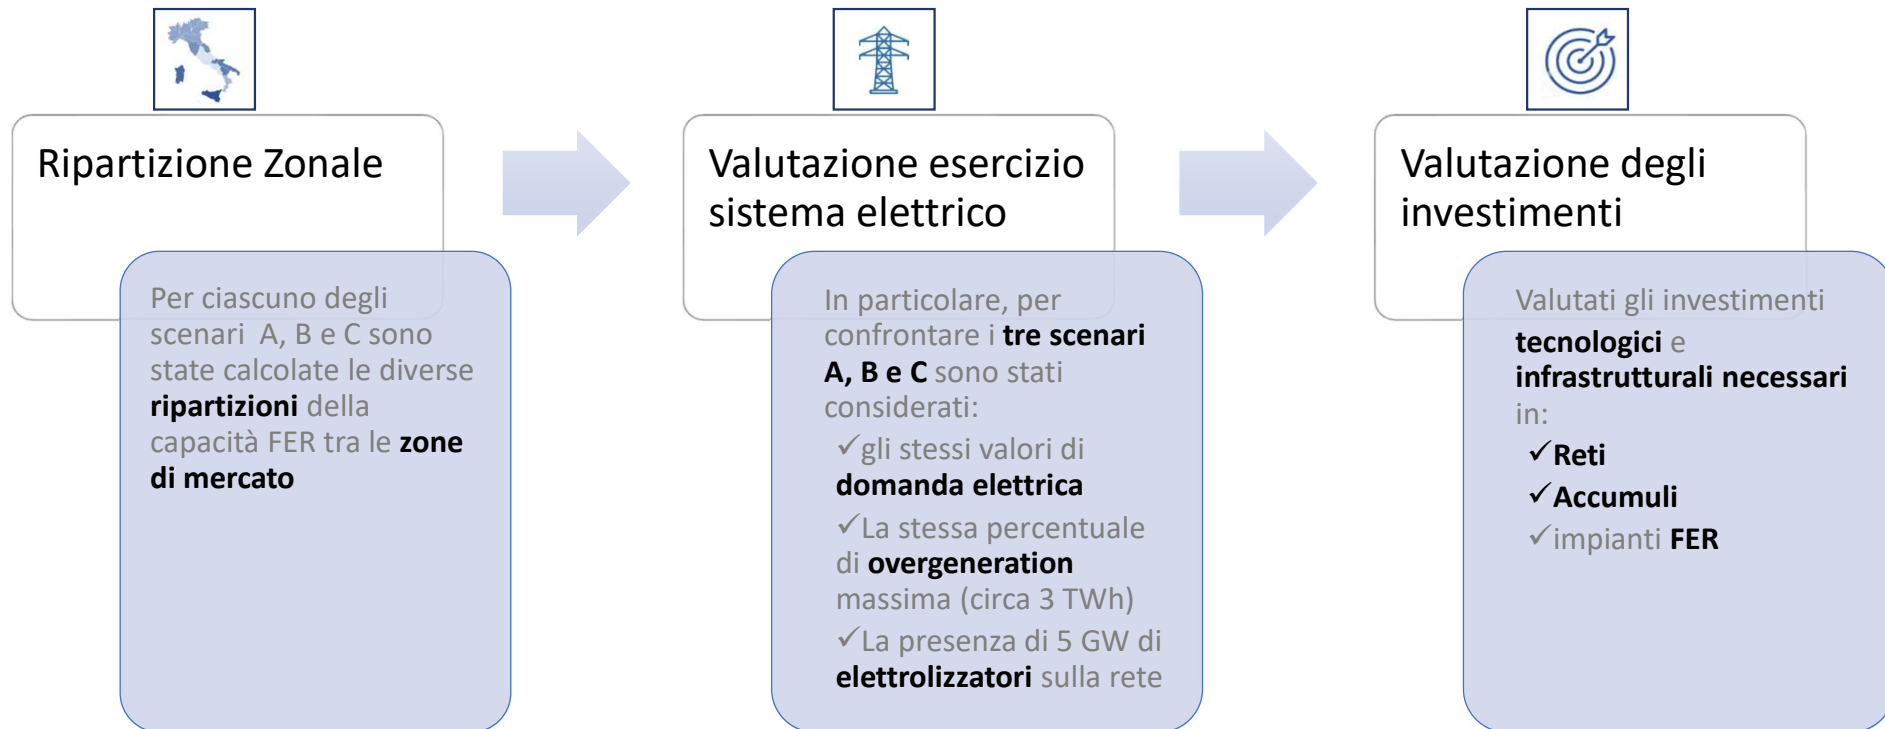 Ripartizione Zonale
Per ciascuno degli
scenari A, B e C sono
state calcolate le diverse
ripartizioni della
capacità FER tra le zone
di mercato
Valutazione esercizio
sistema elettrico
In particolare, per
confrontare i tre scenari
A, B e C sono stati
considerati:
✓gli stessi valori di
domanda elettrica
✓La stessa percentuale
di overgeneration
massima (circa 3 TWh)
✓La presenza di 5 GW di
elettrolizzatori sulla rete
Valutazione degli
investimenti
Valutati gli investimenti
tecnologici e
infrastrutturali necessari
in:
✓Reti
✓Accumuli
✓impianti FER